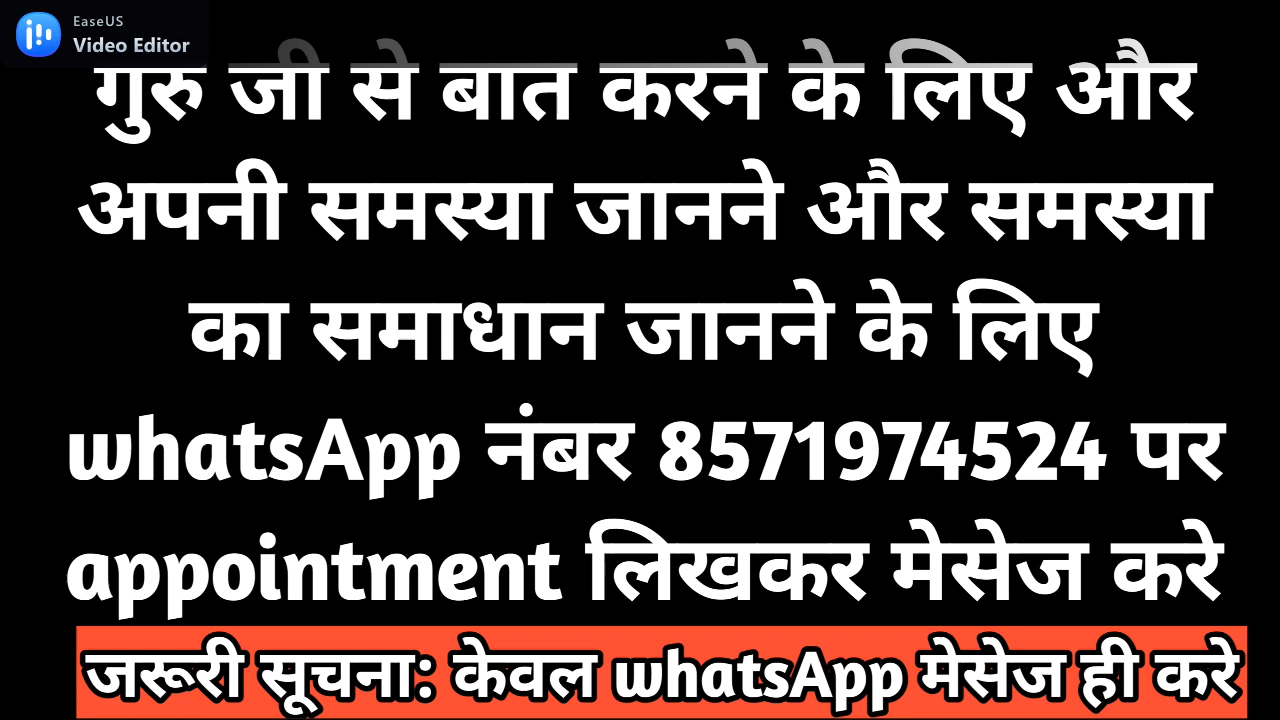 EaseUS
Video Editor
गुरु जी से बात करने के लिए और
अपनी समस्या जानने और समस्या
का समाधान जानने के लिए
whatsApp नंबर 8571974524 पर
appointment लिखकर मेसेज करे
जरूरी सूचना: केवल whatsApp मेसेज ही करे